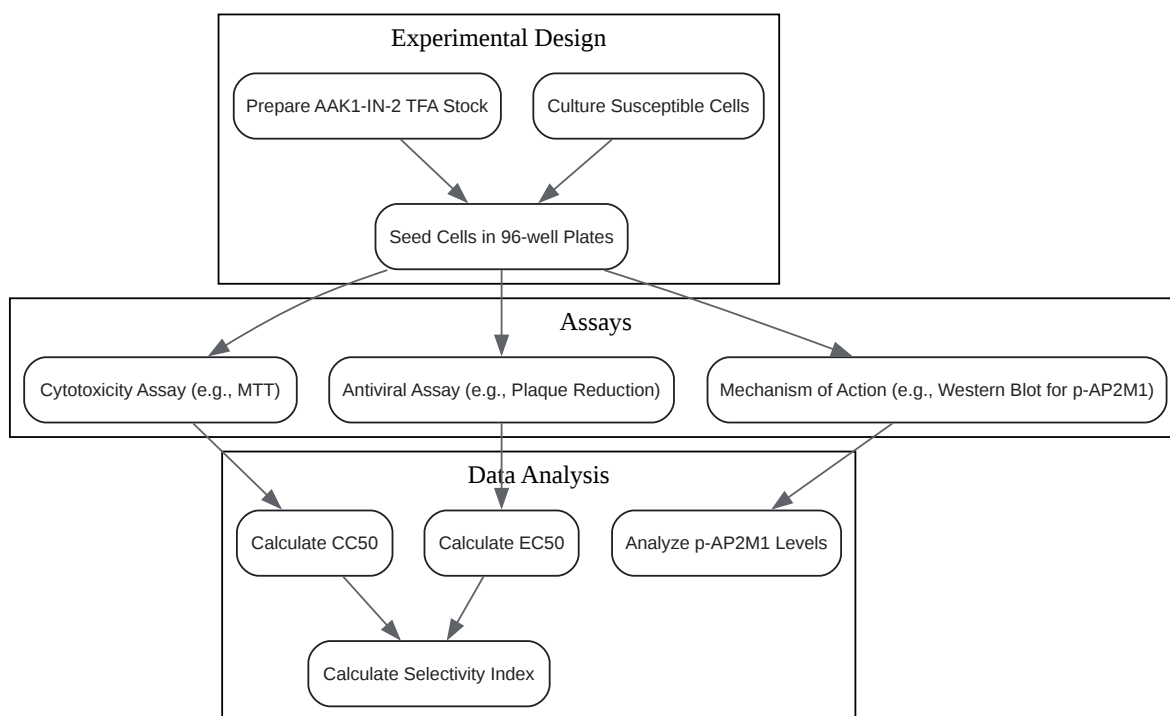 Experimental Design
Prepare AAK1-IN-2 TFA Stock
Culture Susceptible Cells
Seed Cells in 96-well Plates
Assays
Cytotoxicity Assay (e.g., MTT)
Antiviral Assay (e.g., Plaque Reduction)
Mechanism of Action (e.g., Western Blot for p-AP2M1)
Data Analysis
Calculate CC50
Calculate EC50
Analyze p-AP2M1 Levels
Calculate Selectivity Index